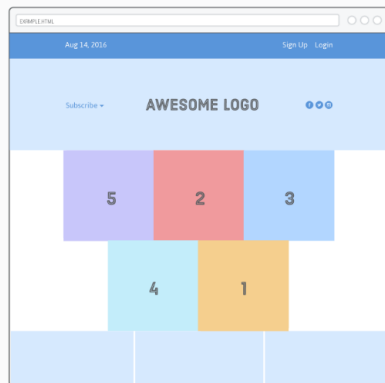 EXAMPLE.HTML
Aug 14, 2016 Sign Up Login
Subscribe AWESOME LOGO
5 2 3
4 1